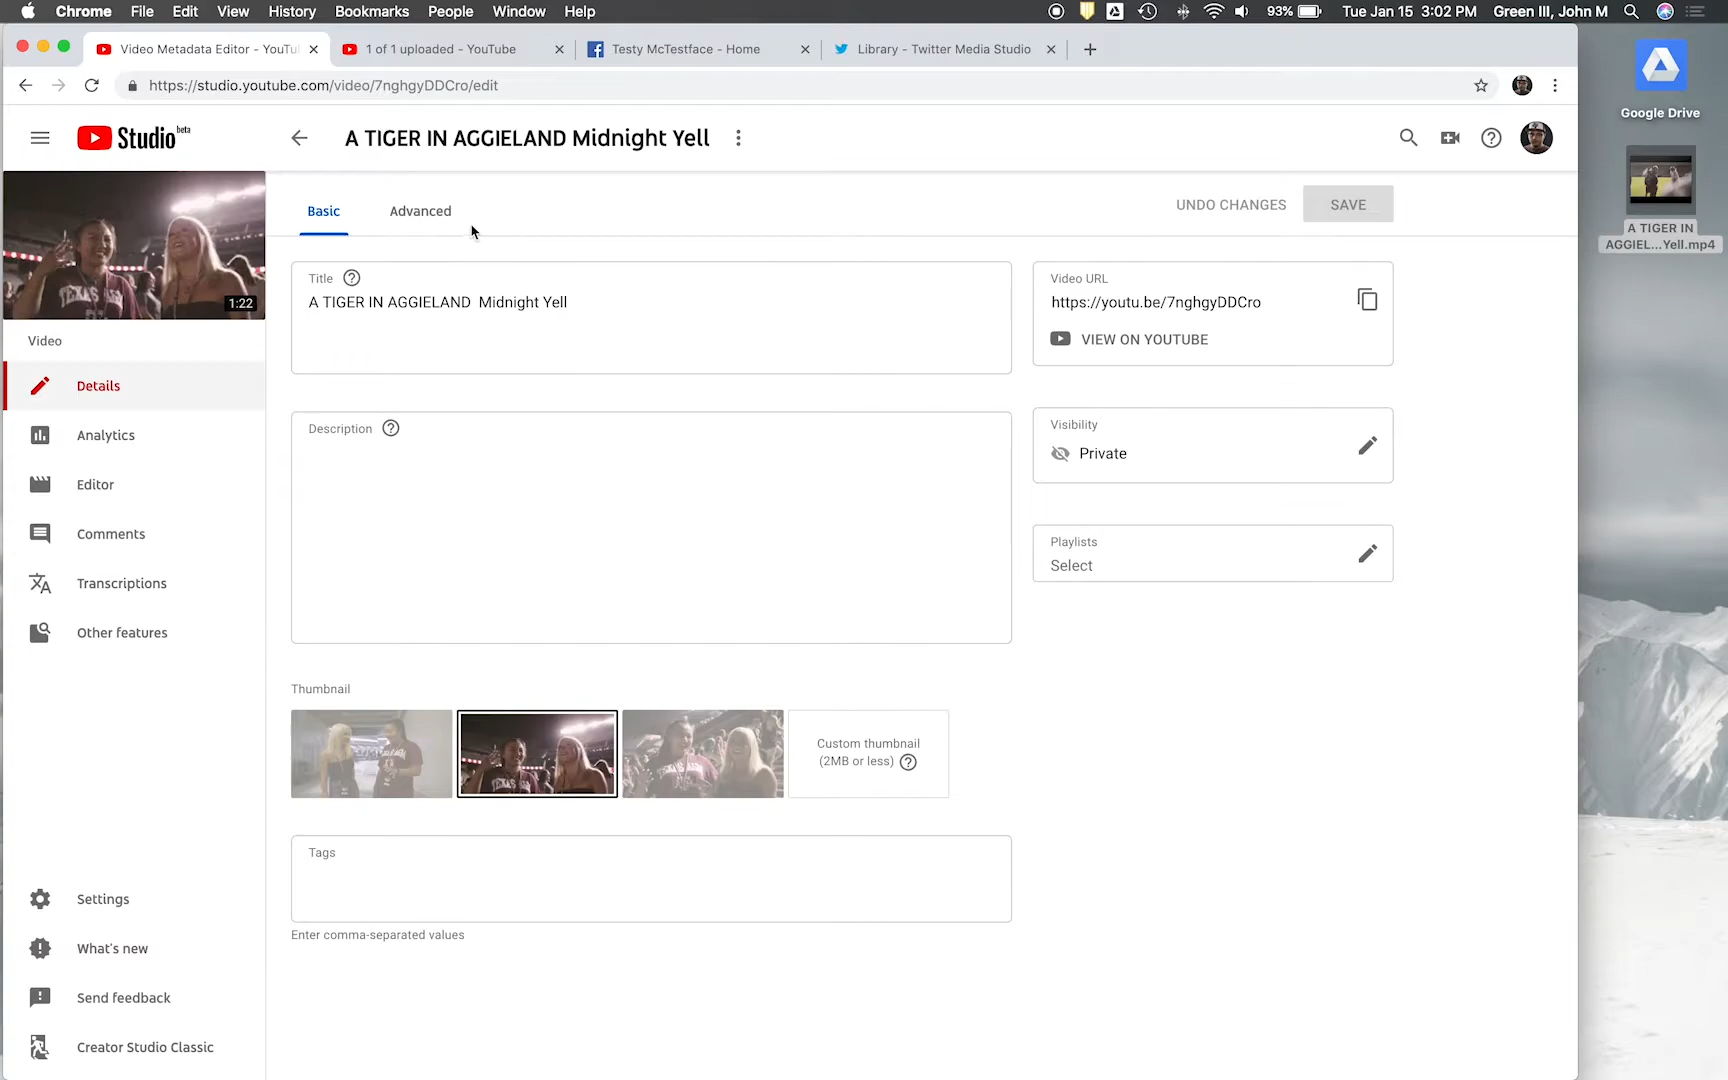 Chrome File Edit View History Bookmarks People Window Help 93% Tue Jan 15 3:02 PM Green III, John M
Video Metadata Editor - YouTu 1 of 1 uploaded - YouTube Testy McTestface - Home Library - Twitter Media Studio
https://studio.youtube.com/video/7nghgyDDCro/edit
Google Drive
Studio beta A TIGER IN AGGIELAND Midnight Yell
A TIGER IN
AGGIEL...Yell.mp4
Basic Advanced UNDO CHANGES SAVE
1:22
Video
Details
Analytics
Editor
Comments
Transcriptions
Other features
Settings
What's new
Send feedback
Creator Studio Classic
Title
A TIGER IN AGGIELAND Midnight Yell
Description
Thumbnail
Custom thumbnail
(2MB or less)
Tags
Enter comma-separated values
Video URL
https://youtu.be/7nghgyDDCro
VIEW ON YOUTUBE
Visibility
Private
Playlists
Select